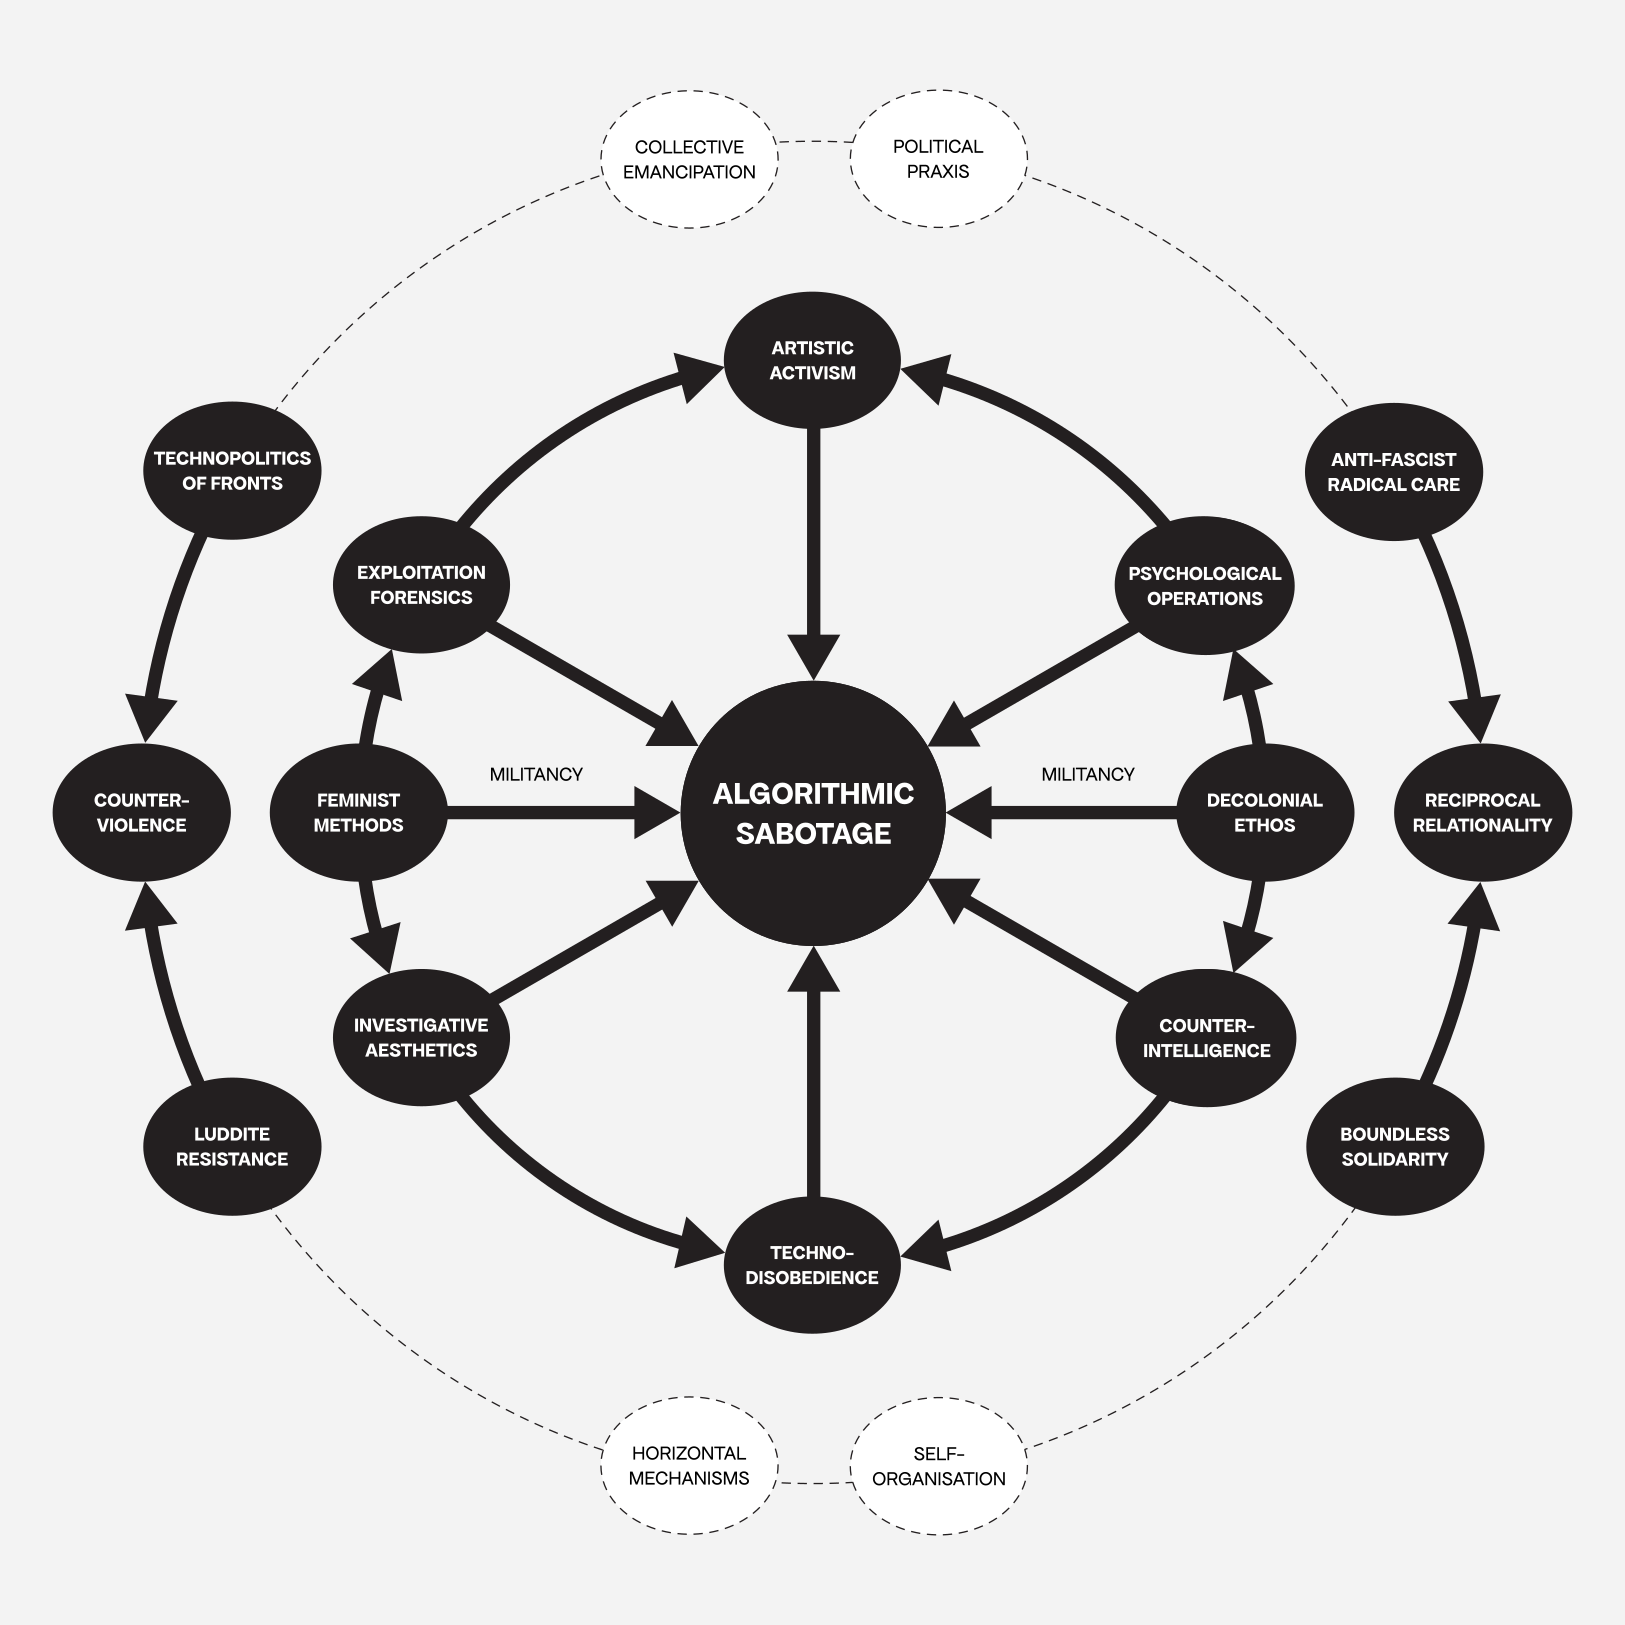 COLLECTIVE
EMANCIPATION
POLITICAL
PRAXIS
ARTISTIC
ACTIVISM
TECHNOPOLITICS
OF FRONTS
ANTI-FASCIST
RADICAL CARE
EXPLOITATION
FORENSICS
PSYCHOLOGICAL
OPERATIONS
MILITANCY
MILITANCY
COUNTER-
VIOLENCE
FEMINIST
METHODS
ALGORITHMIC
SABOTAGE
DECOLONIAL
ETHOS
RECIPROCAL
RELATIONALITY
INVESTIGATIVE
AESTHETICS
COUNTER-
INTELLIGENCE
LUDDITE
RESISTANCE
BOUNDLESS
SOLIDARITY
TECHNO-
DISOBEDIENCE
HORIZONTAL
MECHANISMS
SELF-
ORGANISATION